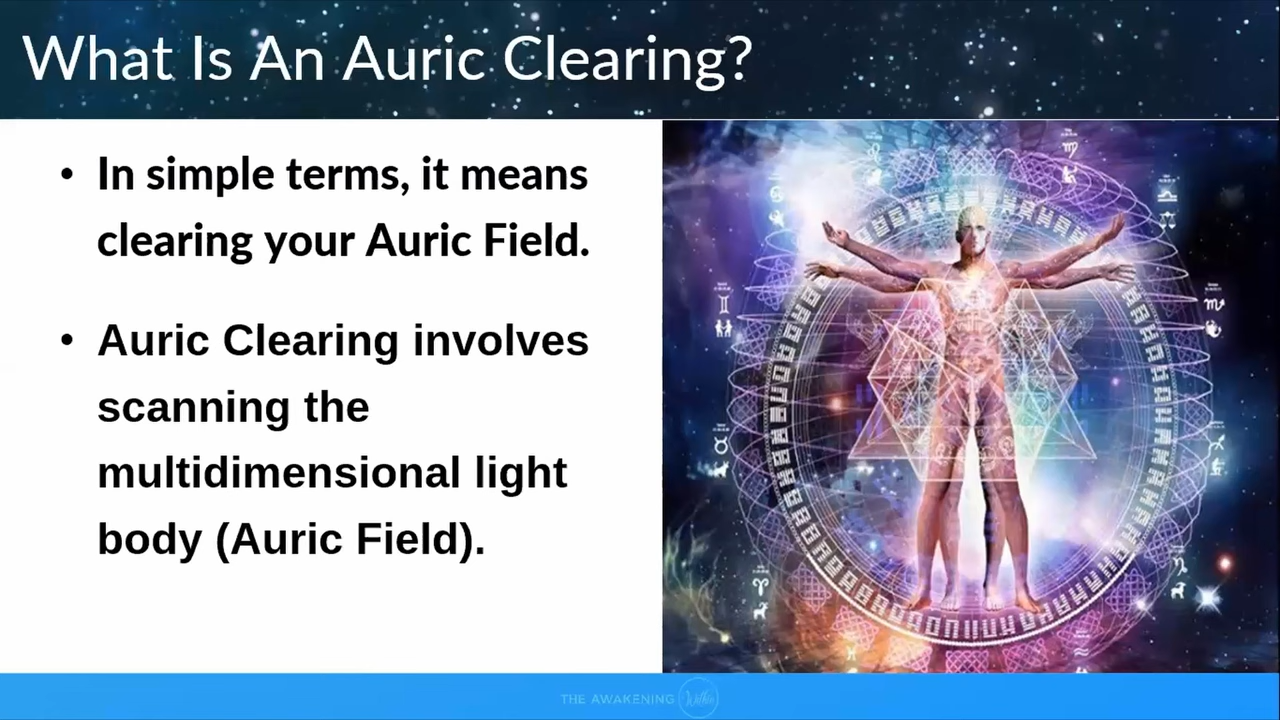 What Is An Auric Clearing?
• In simple terms, it means
clearing your Auric Field.
• Auric Clearing involves
scanning the
multidimensional light
body (Auric Field).
THE AWAKENING Within